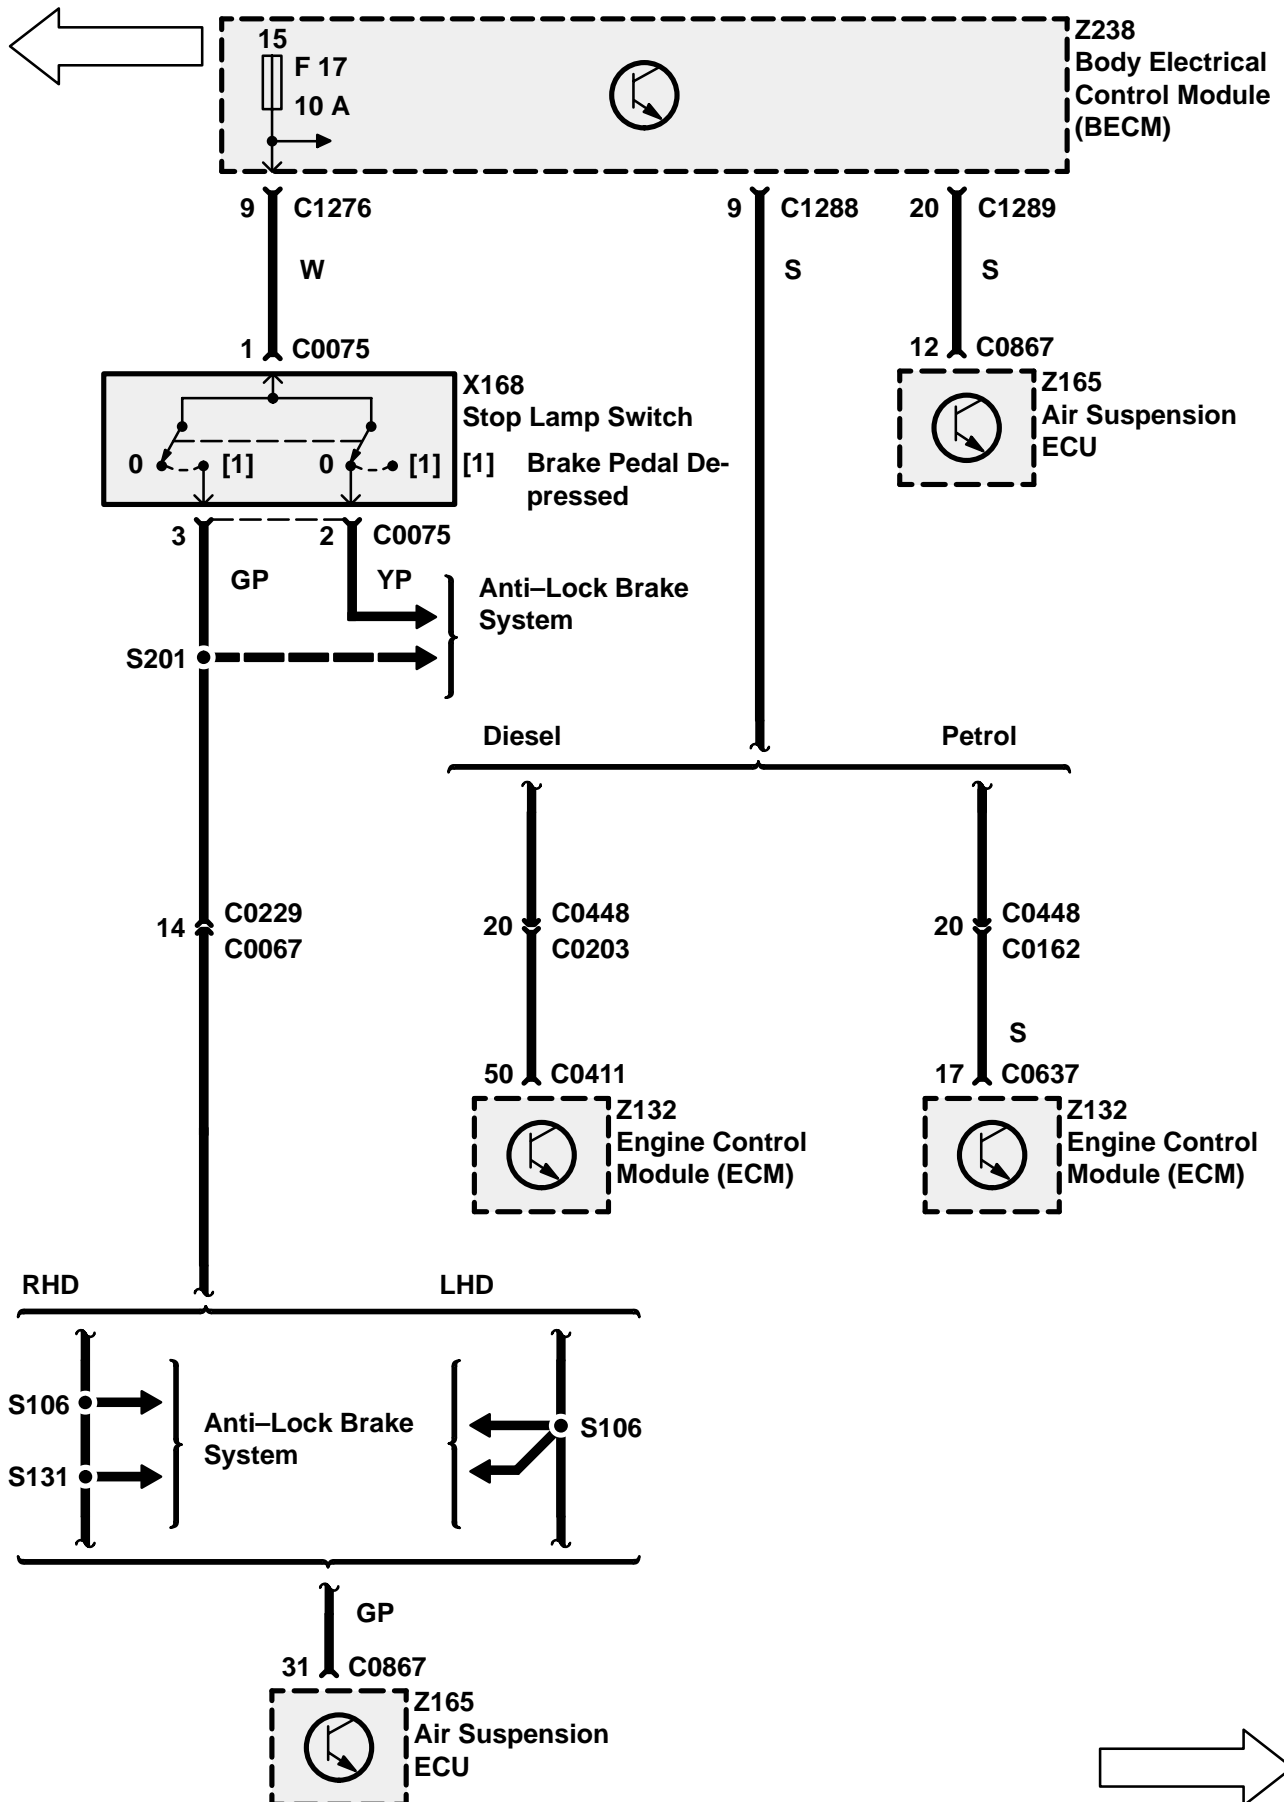 15
F 17
10 A
Z238
Body Electrical
Control Module
(BECM)
9 C1276
9 C1288
20 C1289
W
S
S
1 C0075
12 C0867
X168
Stop Lamp Switch
Z165
Air Suspension
ECU
0 [1] 0 [1]
[1] Brake Pedal De-
pressed
3 2 C0075
GP YP
Anti–Lock Brake
System
S201
Diesel
Petrol
14 C0229
C0067
20 C0448
C0203
20 C0448
C0162
S
50 C0411
17 C0637
Z132
Engine Control
Module (ECM)
Z132
Engine Control
Module (ECM)
RHD
LHD
S106
S131
Anti–Lock Brake
System
S106
GP
31 C0867
Z165
Air Suspension
ECU